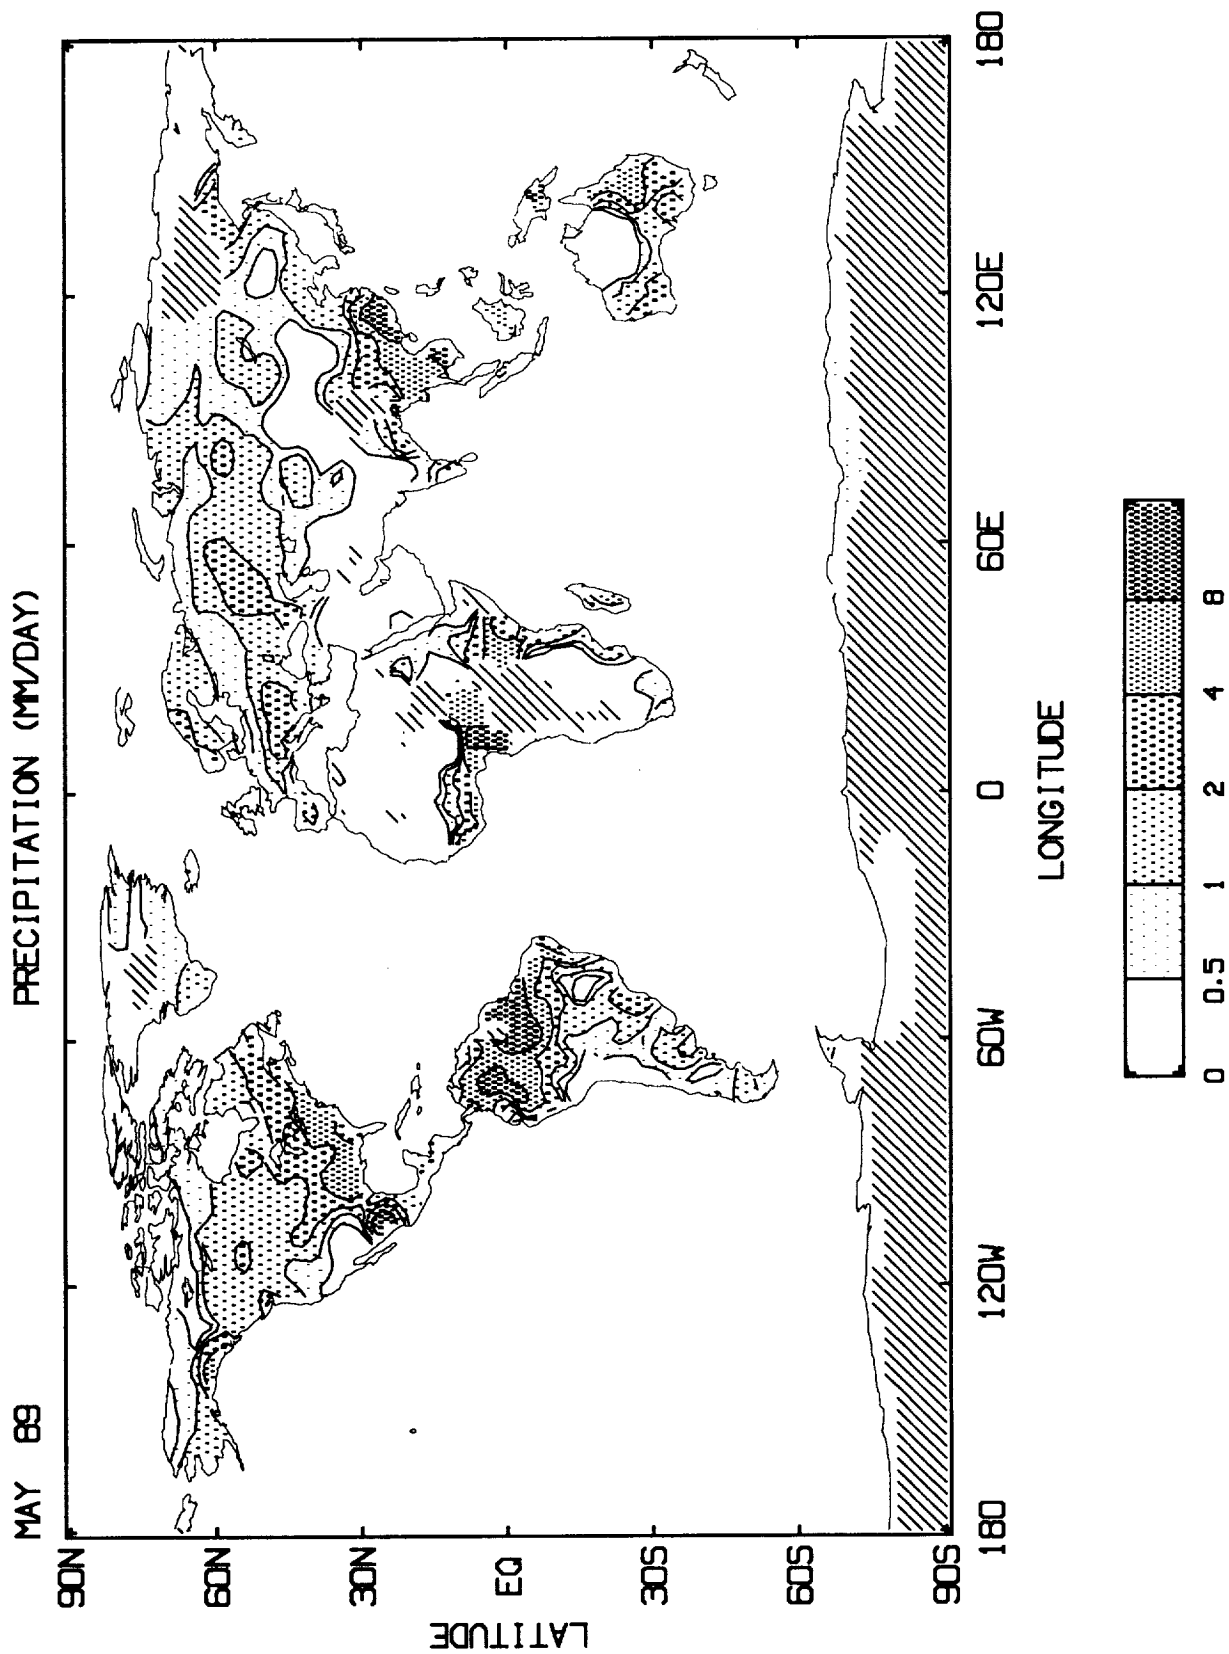 MAY 89 PRECIPITATION (MM/DAY)
90N
60N
30N
EQ
30S
60S
90S
LATITUDE
180 120W 60W 0 60E 120E 180
LONGITUDE
0 0.5 1 2 4 8